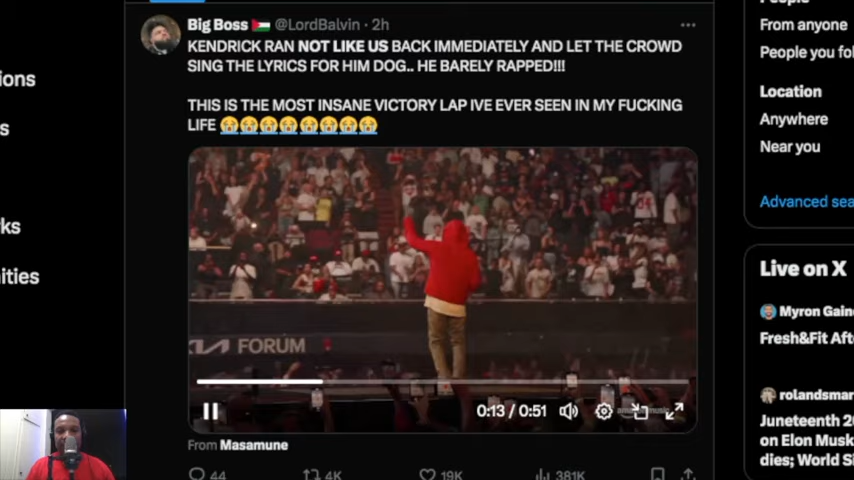 Big Boss 🇵🇸 @LordBalvin · 2h
KENDRICK RAN NOT LIKE US BACK IMMEDIATELY AND LET THE CROWD
SING THE LYRICS FOR HIM DOG.. HE BARELY RAPPED!!!
THIS IS THE MOST INSANE VICTORY LAP IVE EVER SEEN IN MY FUCKING
LIFE 😭😭😭😭😭😭😭😭
FORUM
0:13 / 0:51
From Masamune
44
4K
19K
381K
ions
s
ks
ities
From anyone
People you fol
Location
Anywhere
Near you
Advanced sea
Live on X
Myron Gaine
Fresh&Fit Aft
rolandsmar
Juneteenth 2
on Elon Musk
dies; World Si